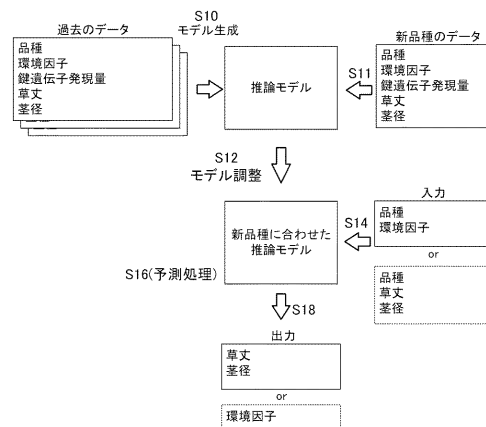 S10
過去のデータ
モデル生成
新品種のデータ
品種
環境因子
鍵遺伝子発現量
草丈
茎径
推論モデル
S11
品種
環境因子
鍵遺伝子発現量
草丈
茎径
S12
モデル調整
入力
S14
品種
環境因子
新品種に合わせた
推論モデル
or
S16(予測処理)
品種
草丈
茎径
S18
出力
草丈
茎径
or
環境因子